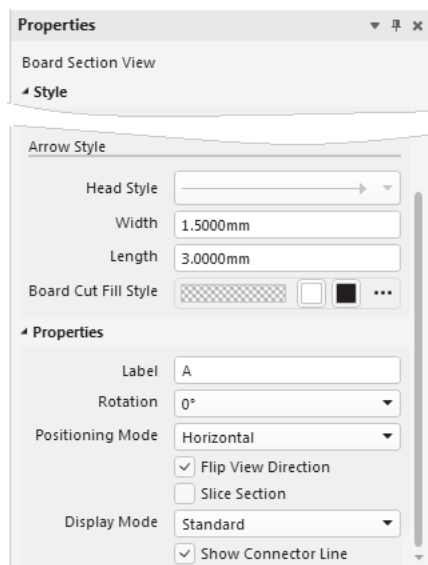 Properties
Board Section View
Style
Arrow Style
Head Style
Width 1.5000mm
Length 3.0000mm
Board Cut Fill Style
Properties
Label A
Rotation 0°
Positioning Mode Horizontal
Flip View Direction
Slice Section
Display Mode Standard
Show Connector Line